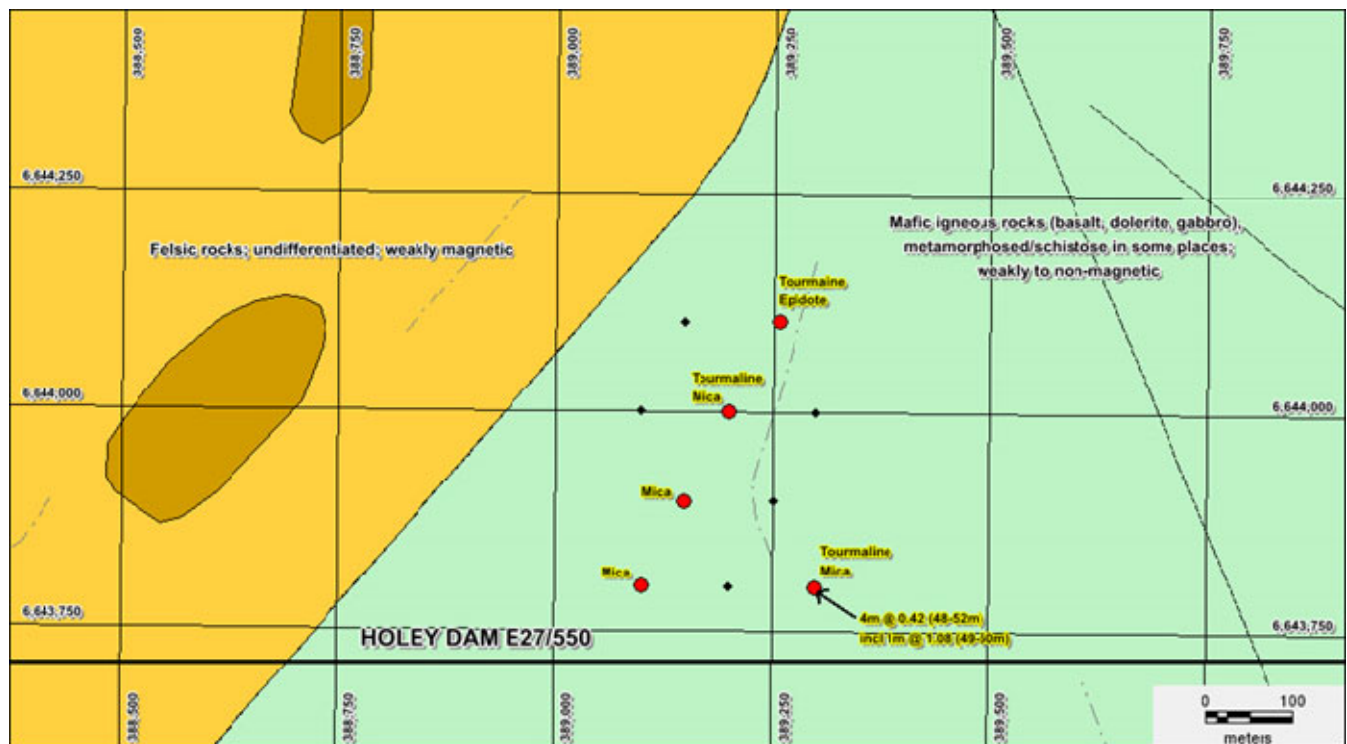 388,500
388,750
389,000
389,250
389,500
389,750
6,644,250
6,644,250
Felsic rocks; undifferentiated; weakly magnetic
Mafic igneous rocks (basalt, dolerite, gabbro),
metamorphosed/schistose in some places;
weakly to non-magnetic
Tourmaine,
Epidote
Tourmaline,
Mica
6,644,000
6,644,000
Mica
Tourmaline,
Mica
Mica
4m @ 0.42 (48-52m)
incl 1m @ 1.08 (49-50m)
6,643,750
6,643,750
HOLEY DAM E27/550
388,500
388,750
389,000
389,250
389,500
0 100
meters